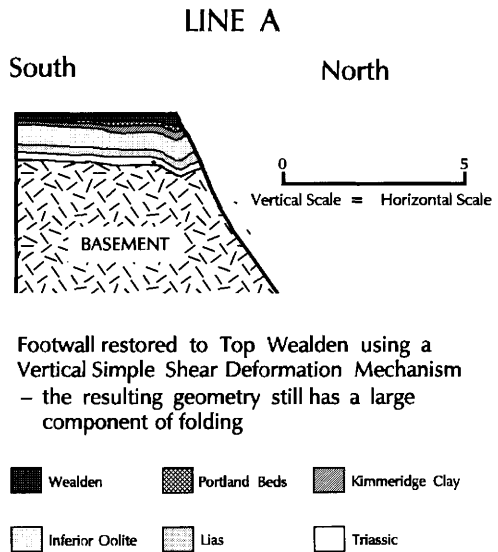 LINE A
South
North
0
5
Vertical Scale = Horizontal Scale
BASEMENT
Footwall restored to Top Wealden using a
Vertical Simple Shear Deformation Mechanism
– the resulting geometry still has a large
component of folding
Wealden
Portland Beds
Kimmeridge Clay
Inferior Oolite
Lias
Triassic